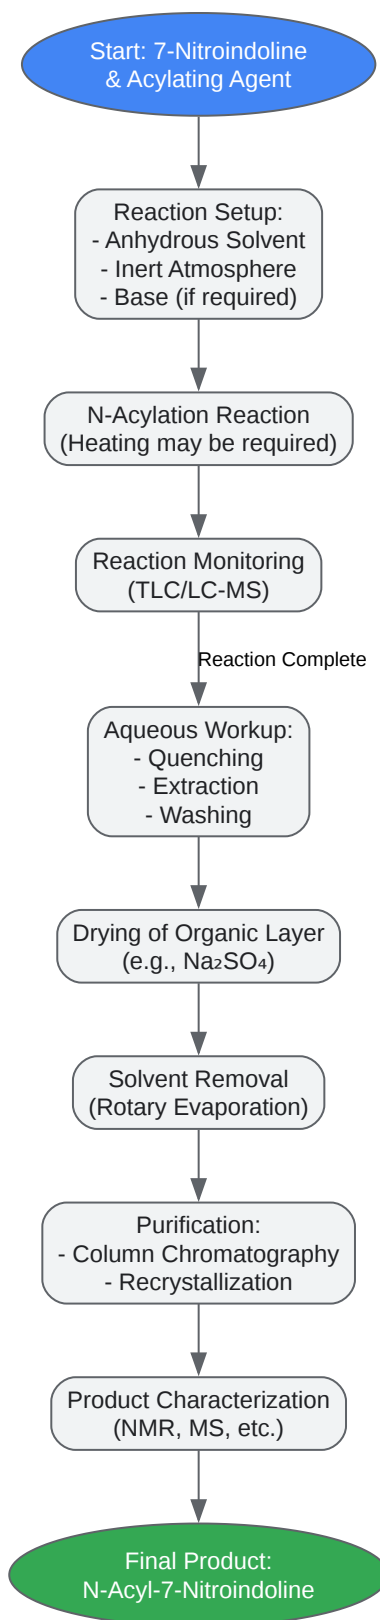 Start: 7-Nitroindoline
& Acylating Agent
Reaction Setup:
- Anhydrous Solvent
- Inert Atmosphere
- Base (if required)
N-Acylation Reaction
(Heating may be required)
Reaction Monitoring
(TLC/LC-MS)
Reaction Complete
Aqueous Workup:
- Quenching
- Extraction
- Washing
Drying of Organic Layer
(e.g., Na₂SO₄)
Solvent Removal
(Rotary Evaporation)
Purification:
- Column Chromatography
- Recrystallization
Product Characterization
(NMR, MS, etc.)
Final Product:
N-Acyl-7-Nitroindoline